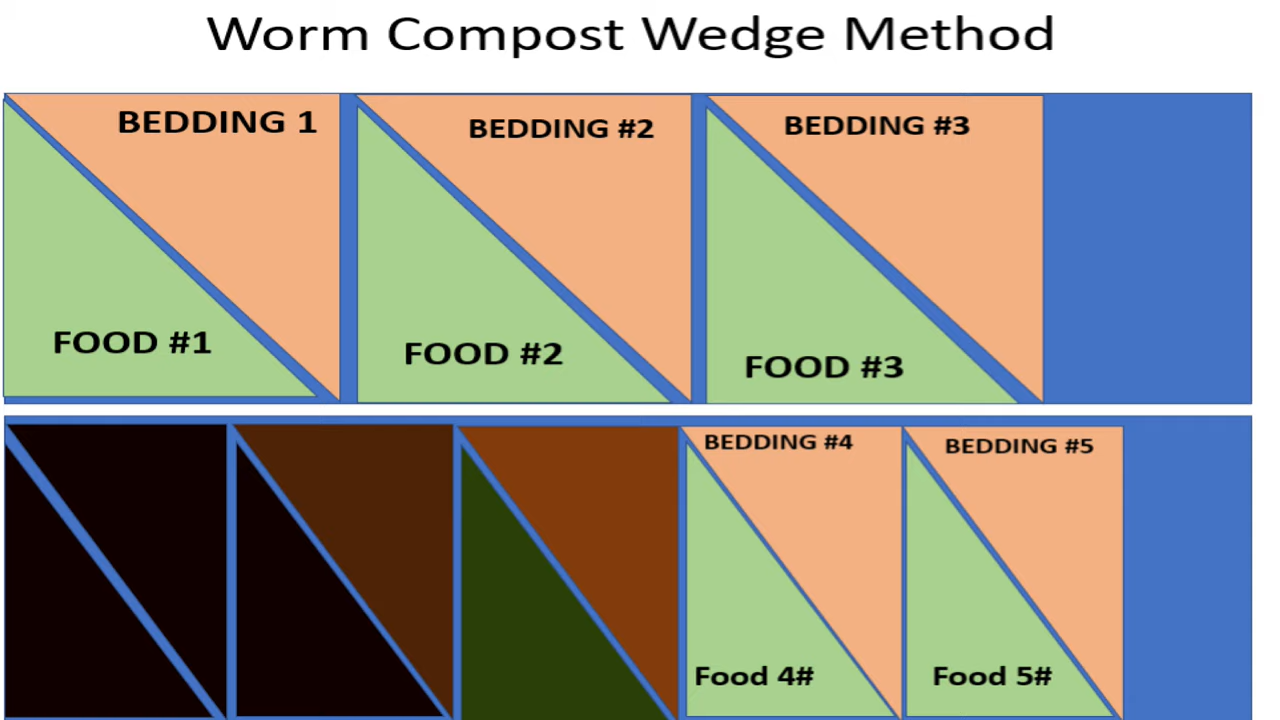 Worm Compost Wedge Method
BEDDING 1
BEDDING #2
BEDDING #3
FOOD #1
FOOD #2
FOOD #3
BEDDING #4
BEDDING #5
Food 4#
Food 5#